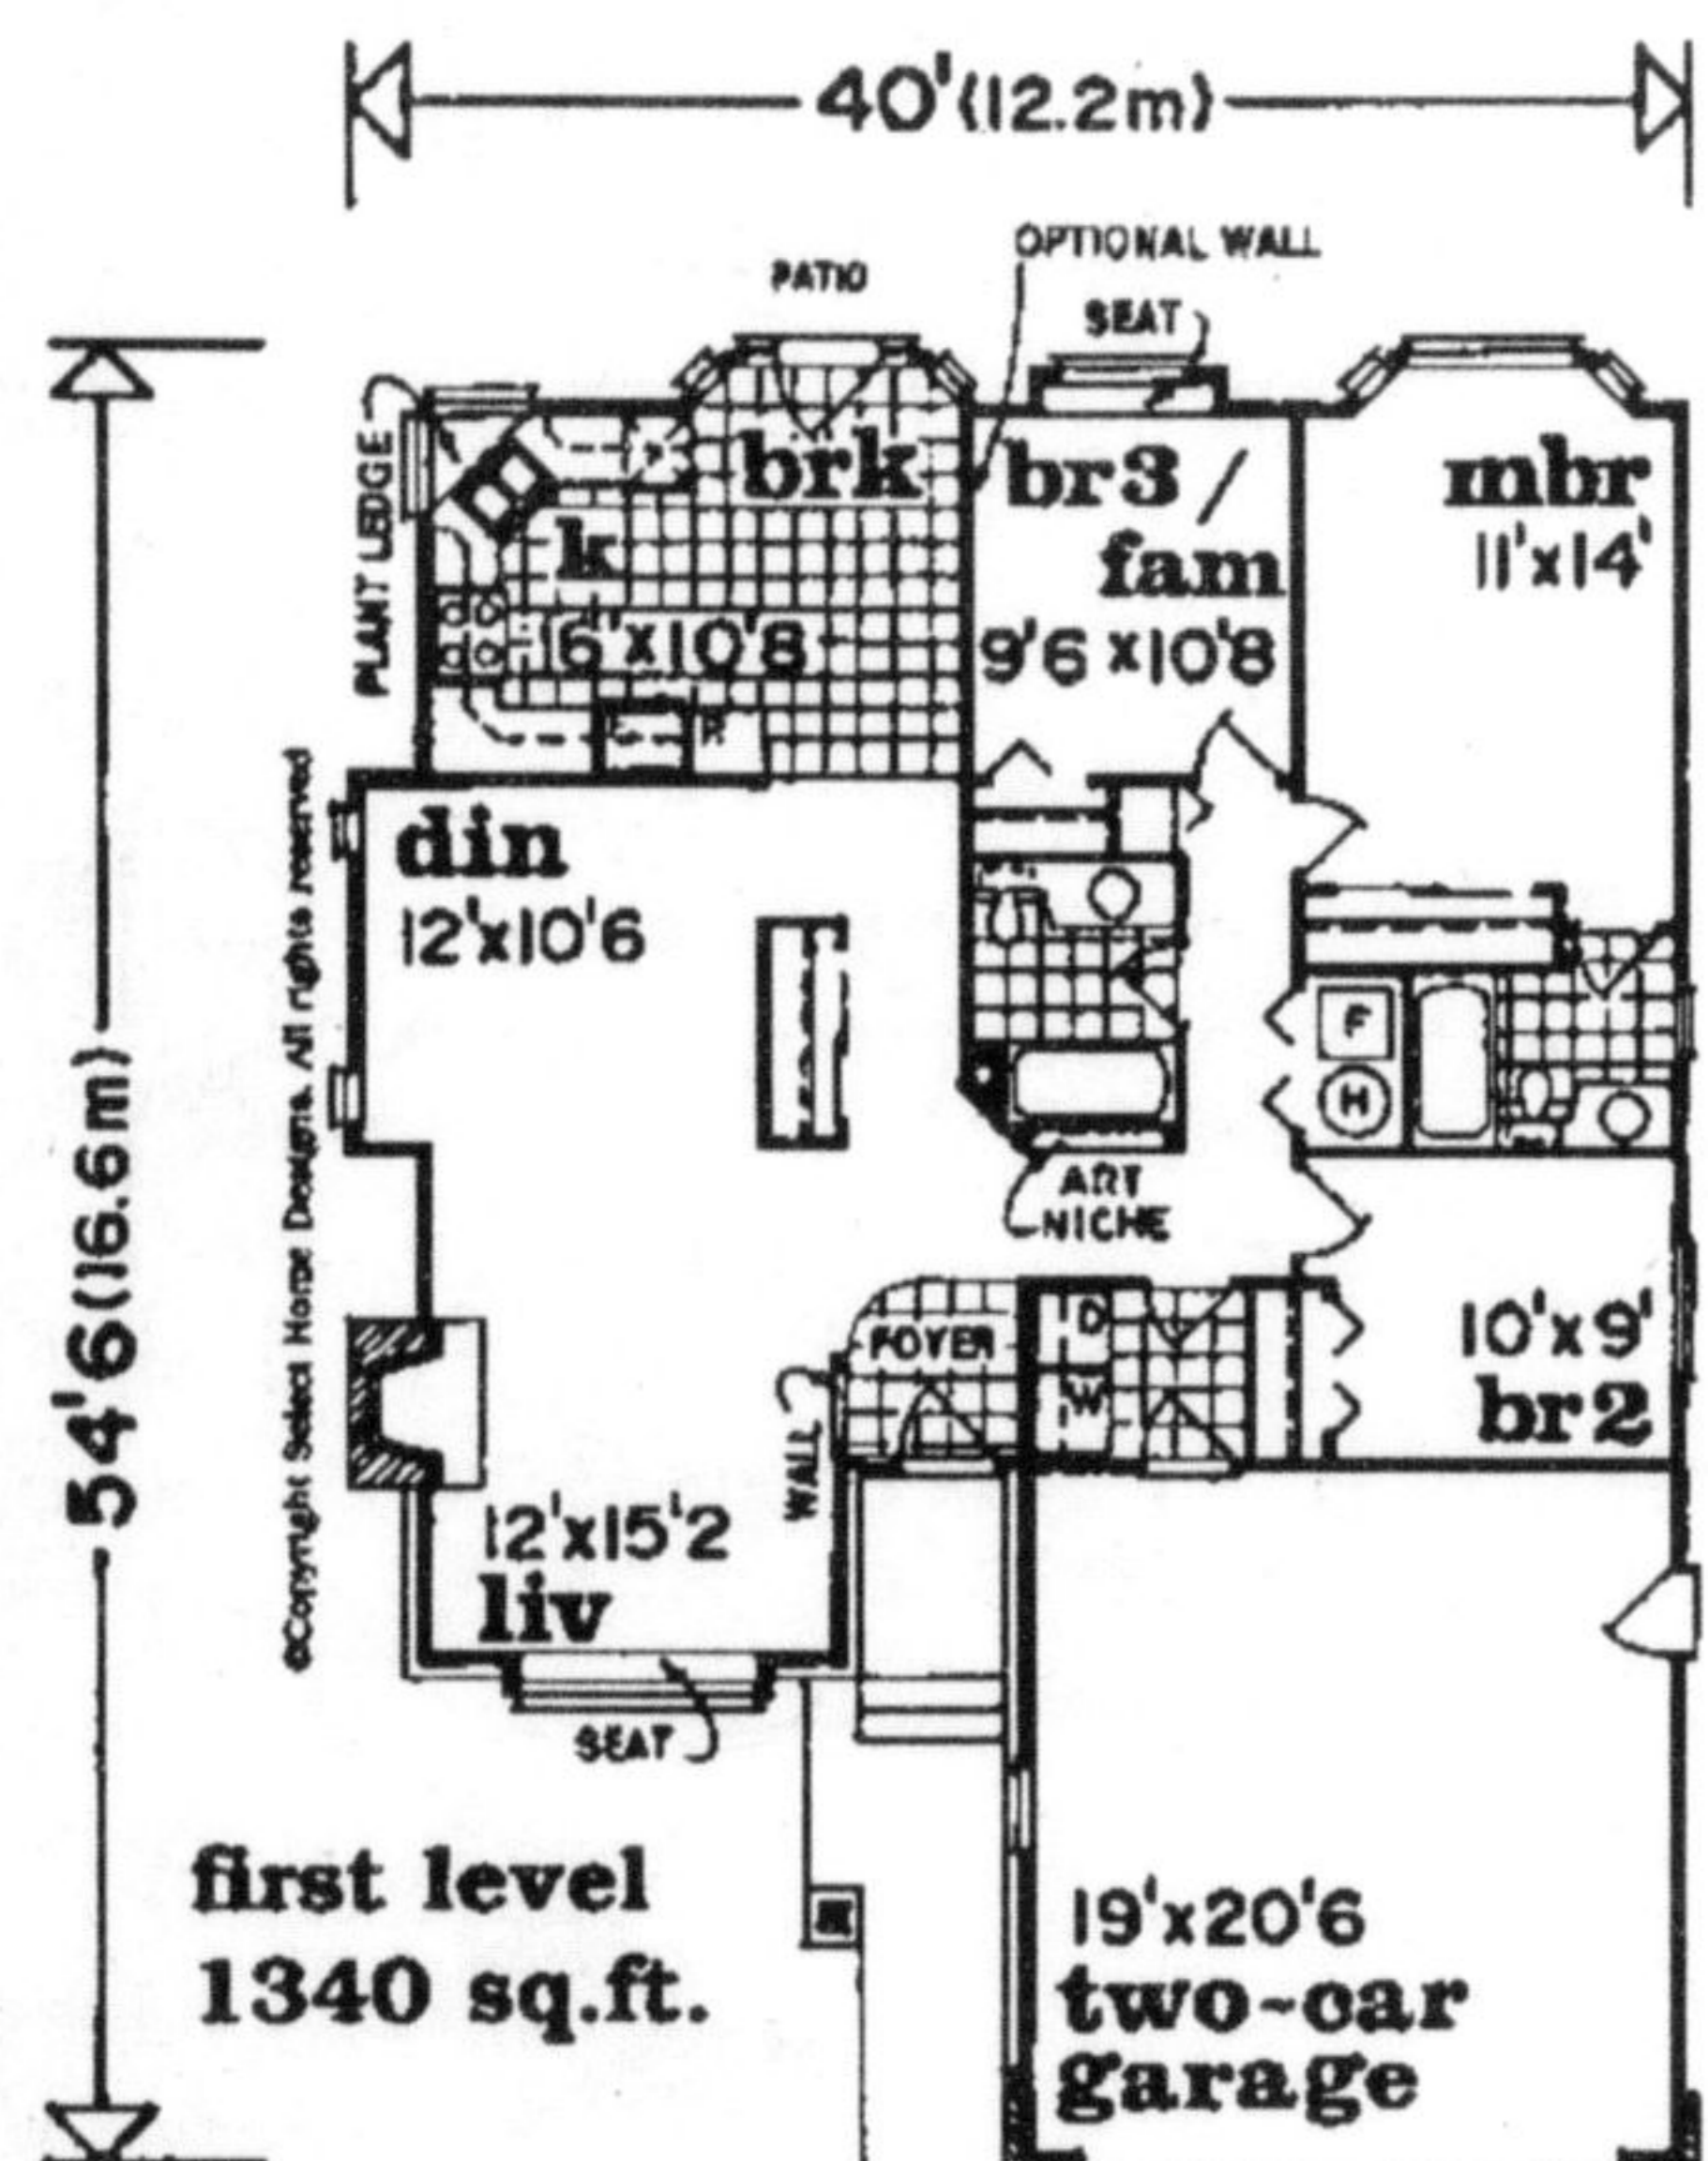 40'(12.2m)
OPTIONAL WALL
PATIO
SEAT
PLANT LEDGE
brk
br3 /
fam
9'6 x10'8
mbr
11'x14'
k
16'x10'8
R
din
12'x10'6
F
H
ART
NICHE
54'6(16.6m)
©Copyright Select Home Designs. All rights reserved
FOYER
D
W
10'x9'
br2
WALL
12'x15'2
liv
SEAT
first level
1340 sq.ft.
19'x20'6
two-car
garage